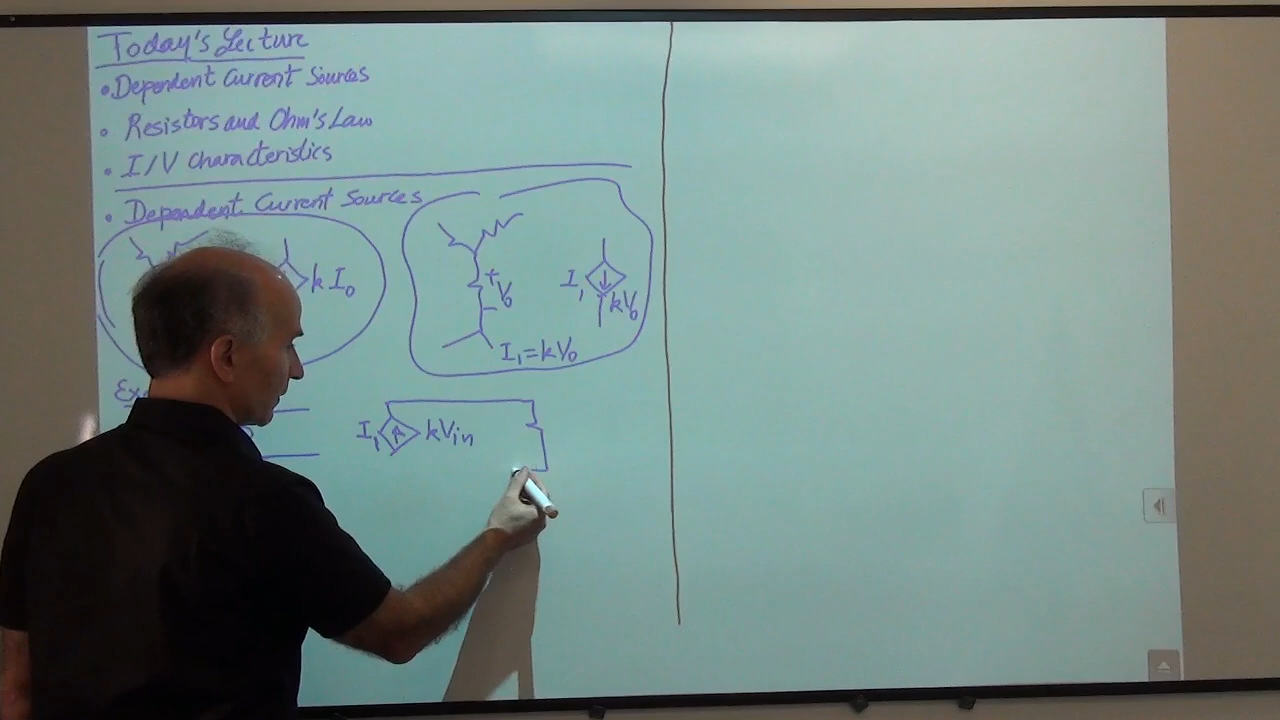 Today's Lecture
• Dependent Current Sources
• Resistors and Ohm's Law
• I/V Characteristics
• Dependent Current Sources
k I₀
+
V₀
-
I₁
kV₀
I₁=kV₀
I₁
kVin